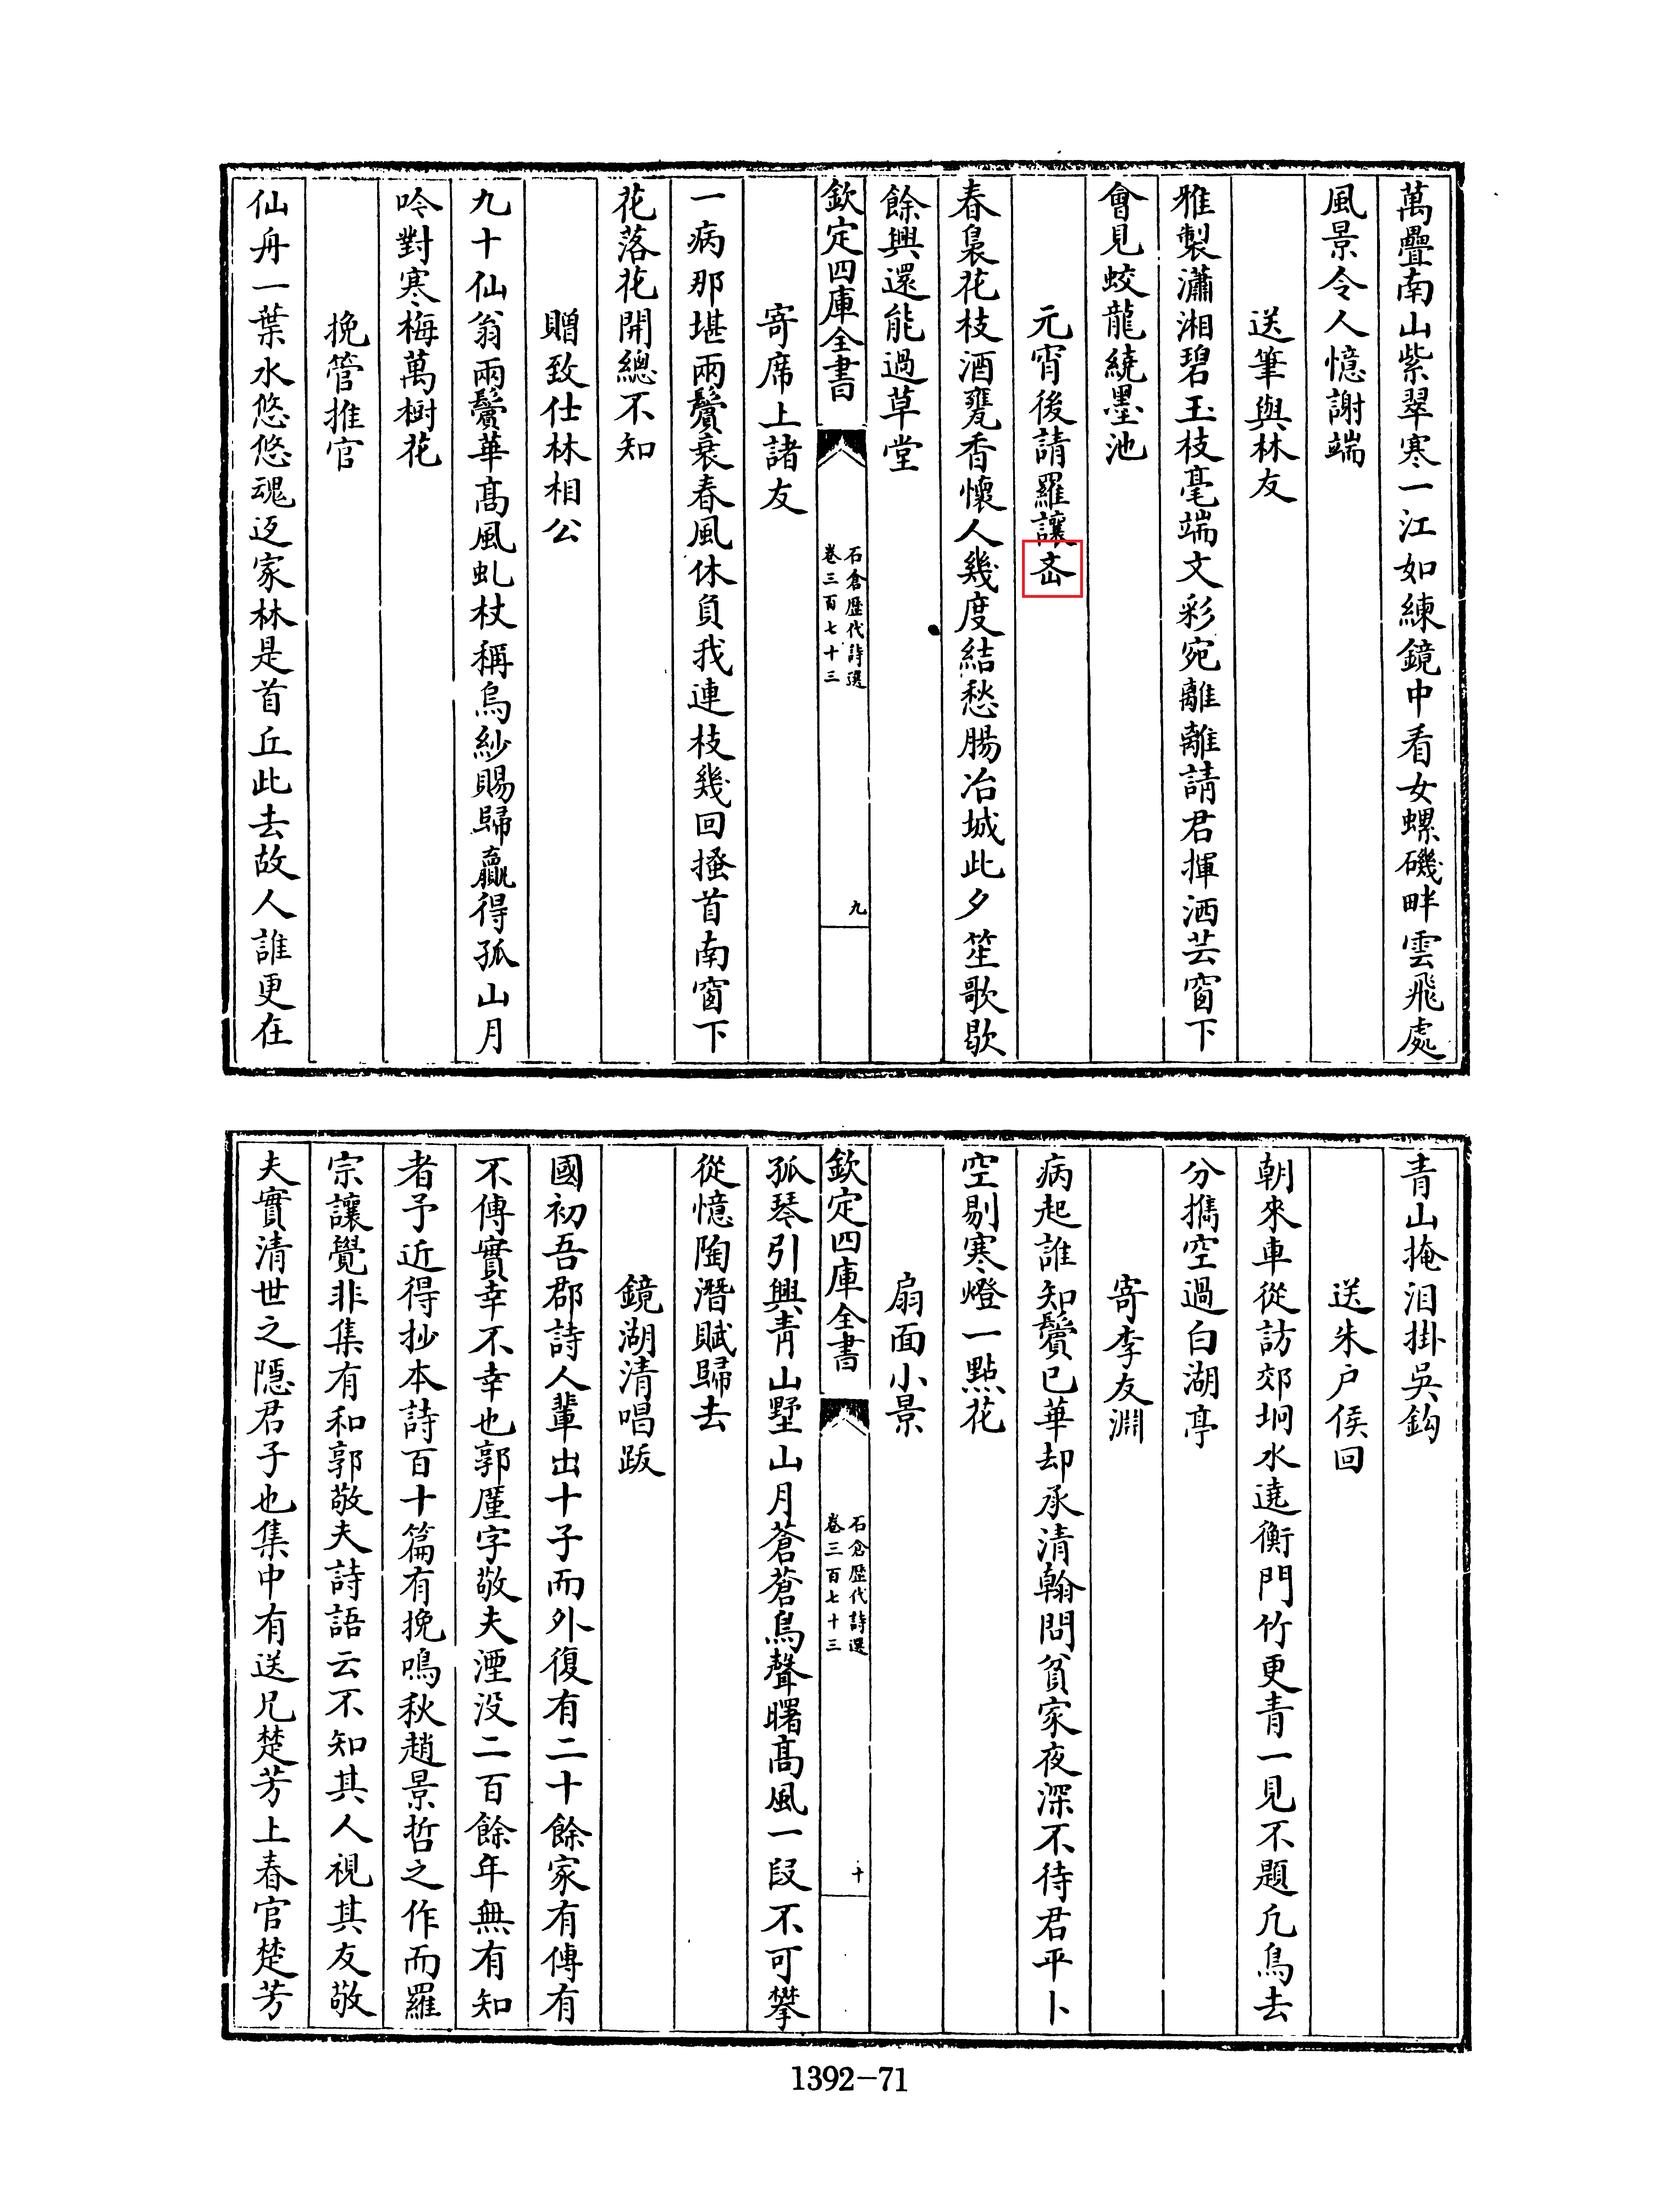 萬疊南山紫翠寒一江如練鏡中看女螺磯畔雲飛處
風景令人憶謝端
送筆與林友
雅製瀟湘碧玉枝毫端文彩宛離離請君揮洒芸窗下
會見蛟龍繞墨池
元宵後請羅讓
春裊花枝酒甕香懷人幾度結愁腸冶城此夕笙歌歇
餘興還能過草堂
欽定四庫全書
石倉歷代詩選
卷三百七十三
九
寄席上諸友
一病那堪兩鬢衰春風休負我連枝幾回搔首南窗下
花落花開總不知
贈致仕林相公
九十仙翁兩鬢華高風虬杖稱烏紗賜歸贏得孤山月
吟對寒梅萬樹花
挽管推官
仙舟一葉水悠悠魂返家林是首丘此去故人誰更在
青山掩泪掛吳鈎
送朱戶侯回
朝來車從訪郊坰水遶衡門竹更青一見不題凡鳥去
分攜空過白湖亭
寄李友淵
病起誰知鬢已華却承清翰問貧家夜深不待君平卜
空剔寒燈一點花
扇面小景
欽定四庫全書
石倉歷代詩選
卷三百七十三
十
孤琴引興青山墅山月蒼蒼烏聲曙高風一段不可攀
從憶陶潛賦歸去
鏡湖清唱跋
國初吾郡詩人輩出十子而外復有二十餘家有傳有
不傳實幸不幸也郭廑字敬夫湮没二百餘年無有知
者予近得抄本詩百十篇有挽鳴秋趙景哲之作而羅
宗讓覺非集有和郭敬夫詩語云不知其人視其友敬
夫實清世之隱君子也集中有送兄楚芳上春官楚芳
1392-71